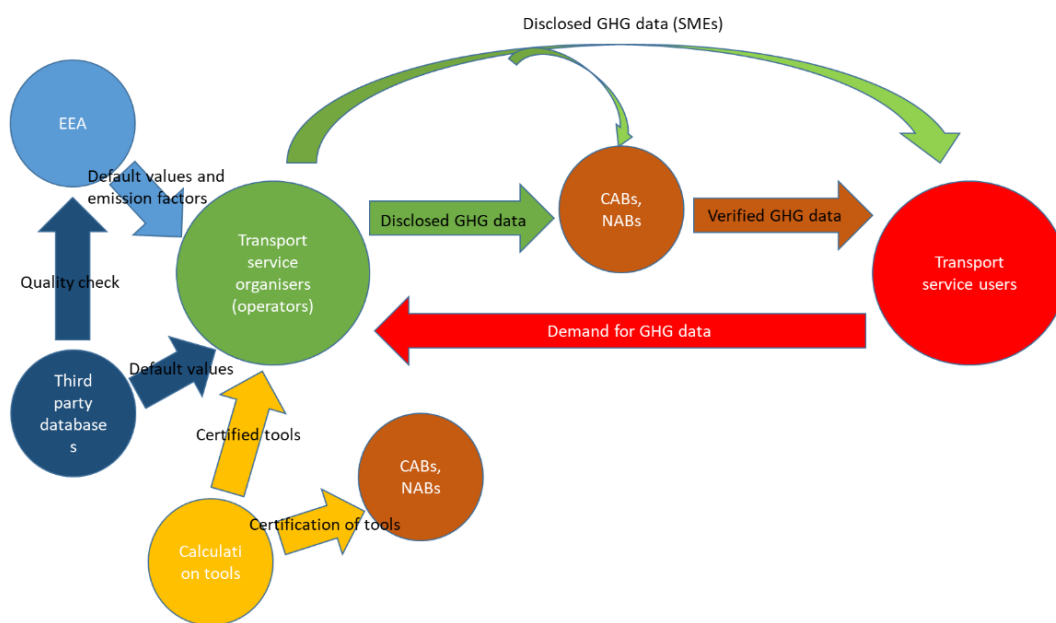 Disclosed GHG data (SMEs)
EEA
Default values and
emission factors
Transport
service
organisers
(operators)
Disclosed GHG data
CABs,
NABs
Verified GHG data
Transport
service users
Quality check
Demand for GHG data
Default values
Third
party
database
s
Certified tools
CABs,
NABs
Certification of tools
Calculati
on tools